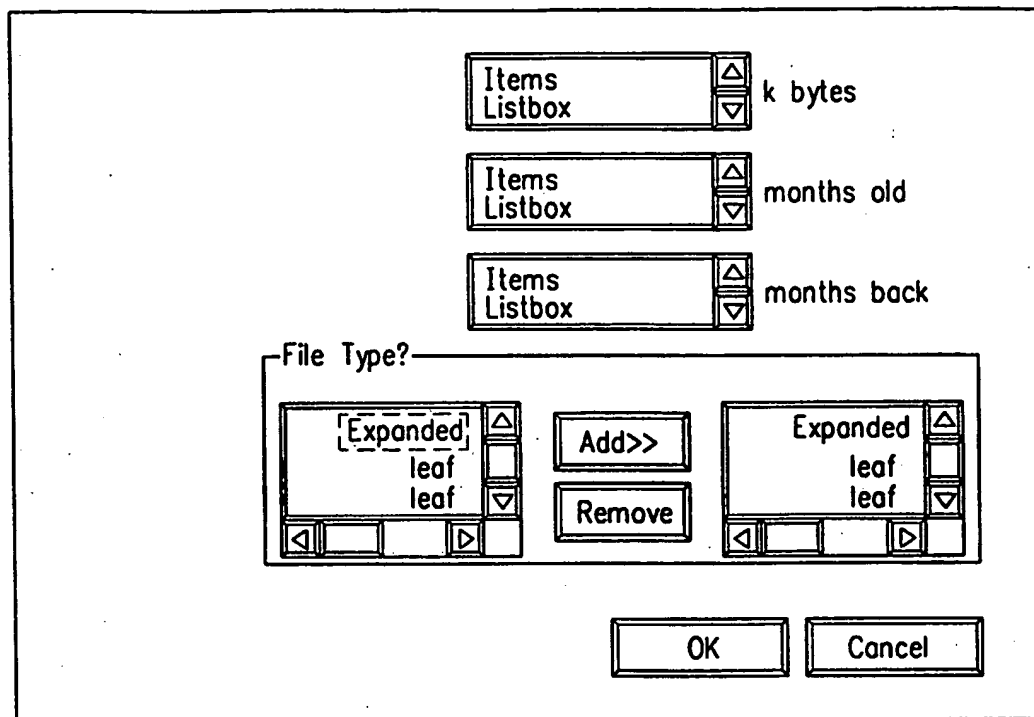 Items
Listbox
k bytes
Items
Listbox
months old
Items
Listbox
months back
File Type?
Expanded
leaf
leaf
Add>>
Remove
Expanded
leaf
leaf
OK
Cancel